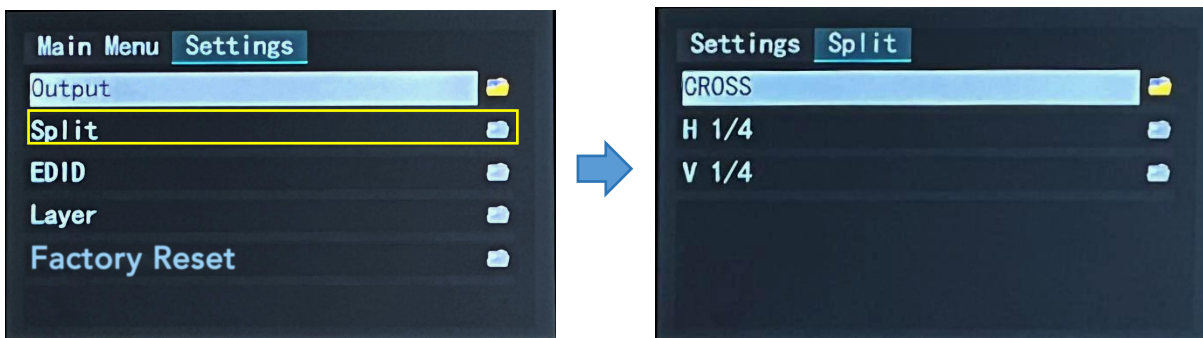 Main Menu Settings
Output
Split
EDID
Layer
Factory Reset
Settings Split
CROSS
H 1/4
V 1/4